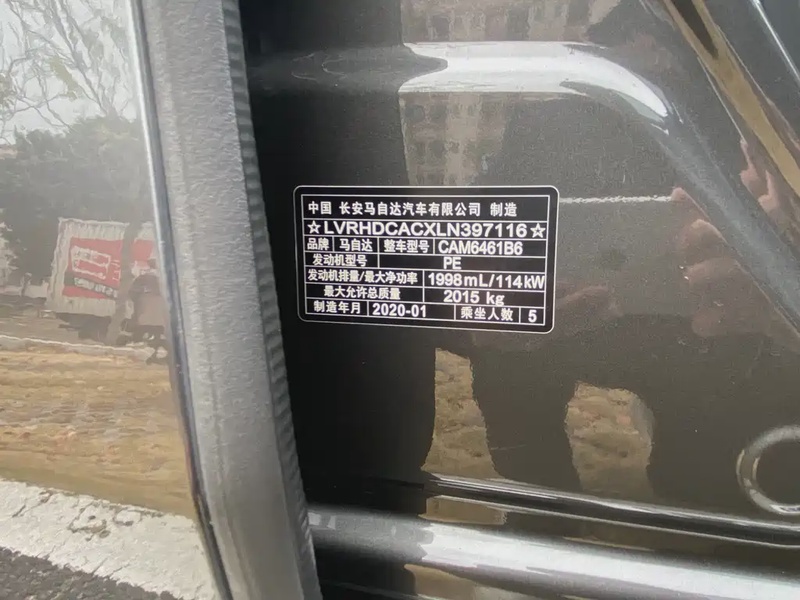 中国 长安马自达汽车有限公司 制造
☆LVRHDCACXLN397116☆
品牌 马自达 整车型号 CAM6461B6
发动机型号 PE
发动机排量/最大净功率 1998mL/114kW
最大允许总质量 2015 kg
制造年月 2020-01 乘坐人数 5